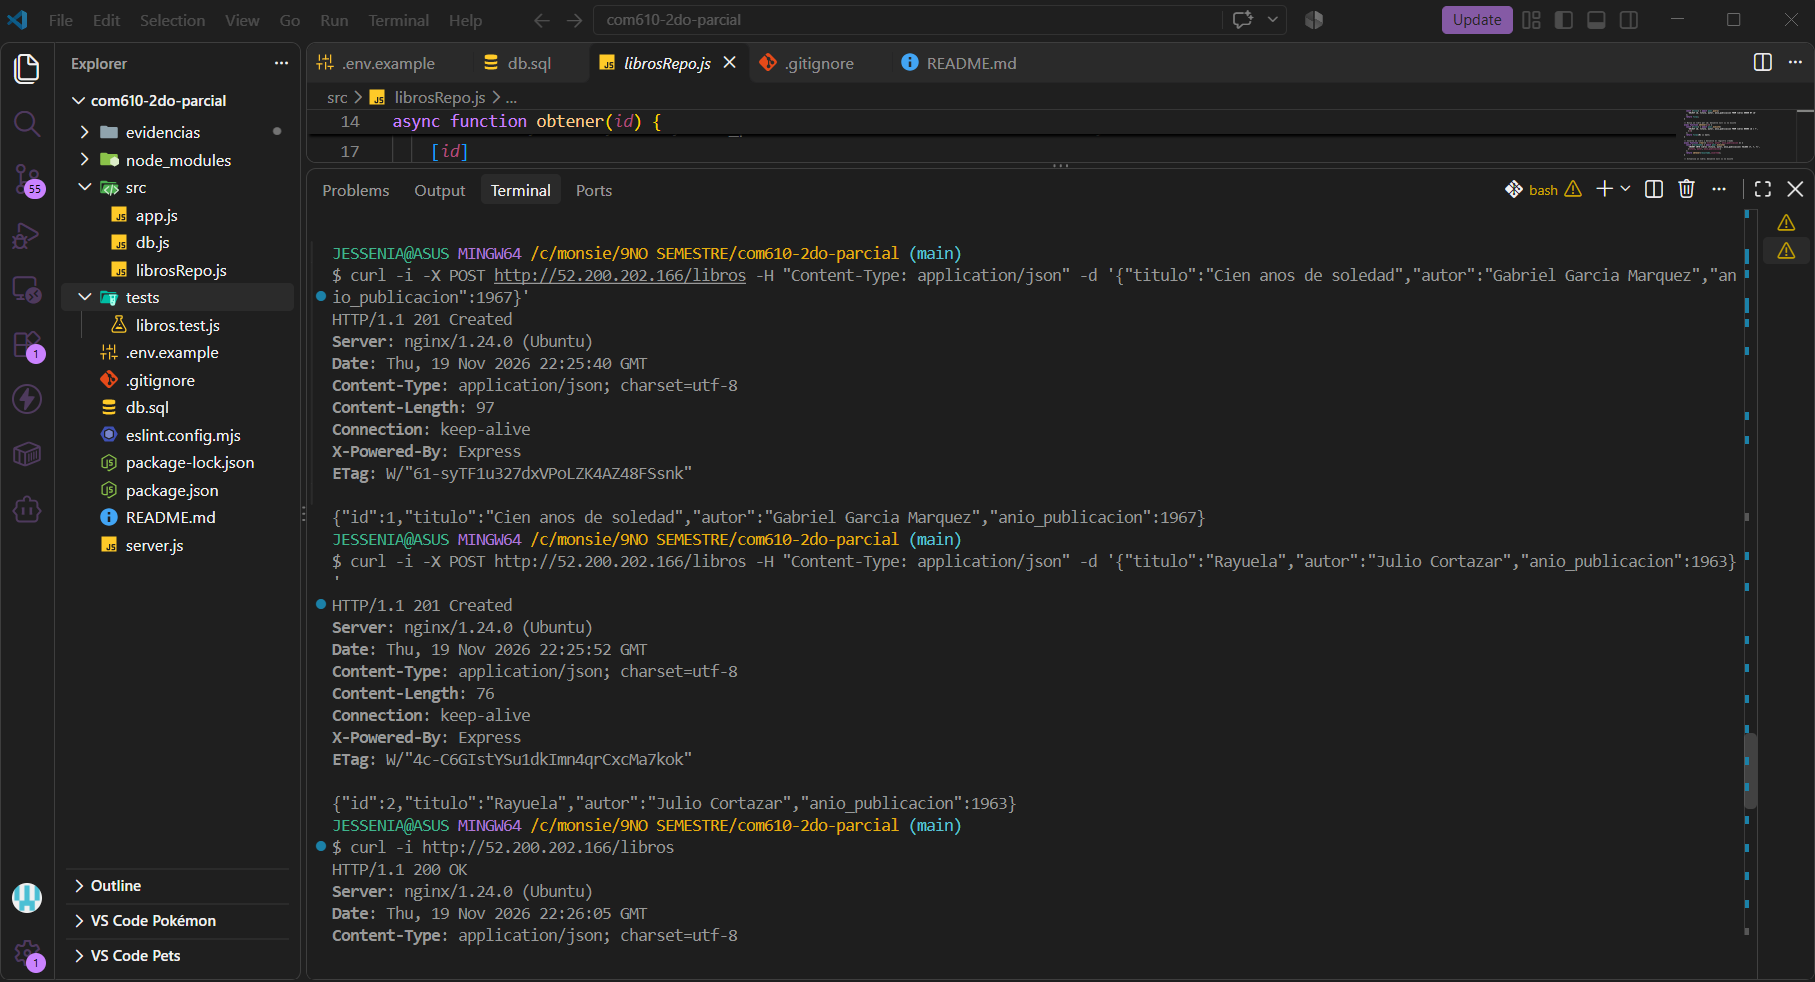 File Edit Selection View Go Run Terminal Help
com610-2do-parcial
Update
Explorer
com610-2do-parcial
evidencias
node_modules
src
app.js
db.js
librosRepo.js
tests
libros.test.js
.env.example
.gitignore
db.sql
eslint.config.mjs
package-lock.json
package.json
README.md
server.js
Outline
VS Code Pokémon
VS Code Pets
55
1
1
.env.example db.sql librosRepo.js .gitignore README.md
src > librosRepo.js > ...
14 async function obtener(id) {
17 [id]
Problems Output Terminal Ports
bash
JESSENIA@ASUS MINGW64 /c/monsie/9NO SEMESTRE/com610-2do-parcial (main)
$ curl -i -X POST http://52.200.202.166/libros -H "Content-Type: application/json" -d '{"titulo":"Cien anos de soledad","autor":"Gabriel Garcia Marquez","an
io_publicacion":1967}'
HTTP/1.1 201 Created
Server: nginx/1.24.0 (Ubuntu)
Date: Thu, 19 Nov 2026 22:25:40 GMT
Content-Type: application/json; charset=utf-8
Content-Length: 97
Connection: keep-alive
X-Powered-By: Express
ETag: W/"61-syTF1u327dxVPoLZK4AZ48FSsnk"
{"id":1,"titulo":"Cien anos de soledad","autor":"Gabriel Garcia Marquez","anio_publicacion":1967}
JESSENIA@ASUS MINGW64 /c/monsie/9NO SEMESTRE/com610-2do-parcial (main)
$ curl -i -X POST http://52.200.202.166/libros -H "Content-Type: application/json" -d '{"titulo":"Rayuela","autor":"Julio Cortazar","anio_publicacion":1963}
'
HTTP/1.1 201 Created
Server: nginx/1.24.0 (Ubuntu)
Date: Thu, 19 Nov 2026 22:25:52 GMT
Content-Type: application/json; charset=utf-8
Content-Length: 76
Connection: keep-alive
X-Powered-By: Express
ETag: W/"4c-C6GIstYSu1dkImn4qrCxcMa7kok"
{"id":2,"titulo":"Rayuela","autor":"Julio Cortazar","anio_publicacion":1963}
JESSENIA@ASUS MINGW64 /c/monsie/9NO SEMESTRE/com610-2do-parcial (main)
$ curl -i http://52.200.202.166/libros
HTTP/1.1 200 OK
Server: nginx/1.24.0 (Ubuntu)
Date: Thu, 19 Nov 2026 22:26:05 GMT
Content-Type: application/json; charset=utf-8